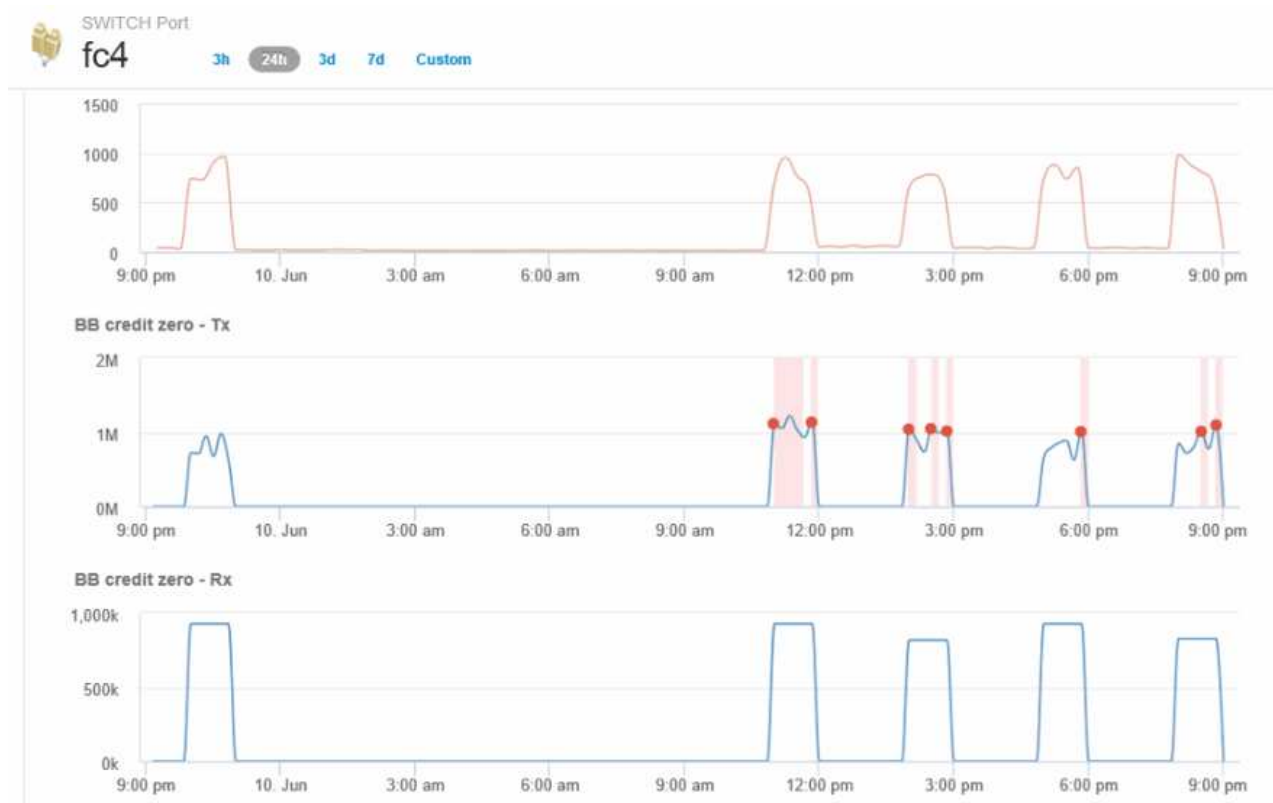 SWITCH Port
fc4
3h 24h 3d 7d Custom
1500
1000
500
0
9:00 pm 10. Jun 3:00 am 6:00 am 9:00 am 12:00 pm 3:00 pm 6:00 pm 9:00 pm
BB credit zero - Tx
2M
1M
0M
9:00 pm 10. Jun 3:00 am 6:00 am 9:00 am 12:00 pm 3:00 pm 6:00 pm 9:00 pm
BB credit zero - Rx
1,000k
500k
0k
9:00 pm 10. Jun 3:00 am 6:00 am 9:00 am 12:00 pm 3:00 pm 6:00 pm 9:00 pm